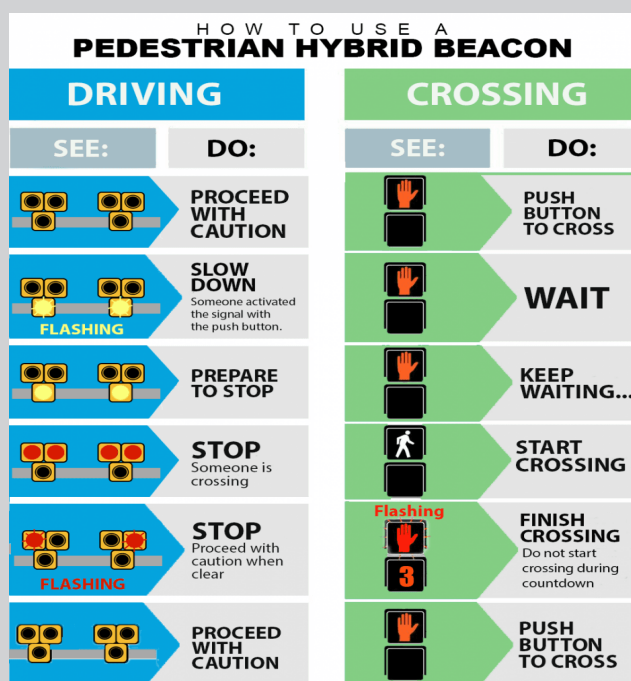 HOW TO USE A
PEDESTRIAN HYBRID BEACON
DRIVING
SEE:
DO:
PROCEED
WITH
CAUTION
SLOW
DOWN
Someone activated
the signal with
the push button.
FLASHING
PREPARE
TO STOP
STOP
Someone is
crossing
STOP
Proceed with
caution when
clear
FLASHING
PROCEED
WITH
CAUTION
CROSSING
SEE:
DO:
PUSH
BUTTON
TO CROSS
WAIT
KEEP
WAITING...
START
CROSSING
Flashing
3
FINISH
CROSSING
Do not start
crossing during
countdown
PUSH
BUTTON
TO CROSS